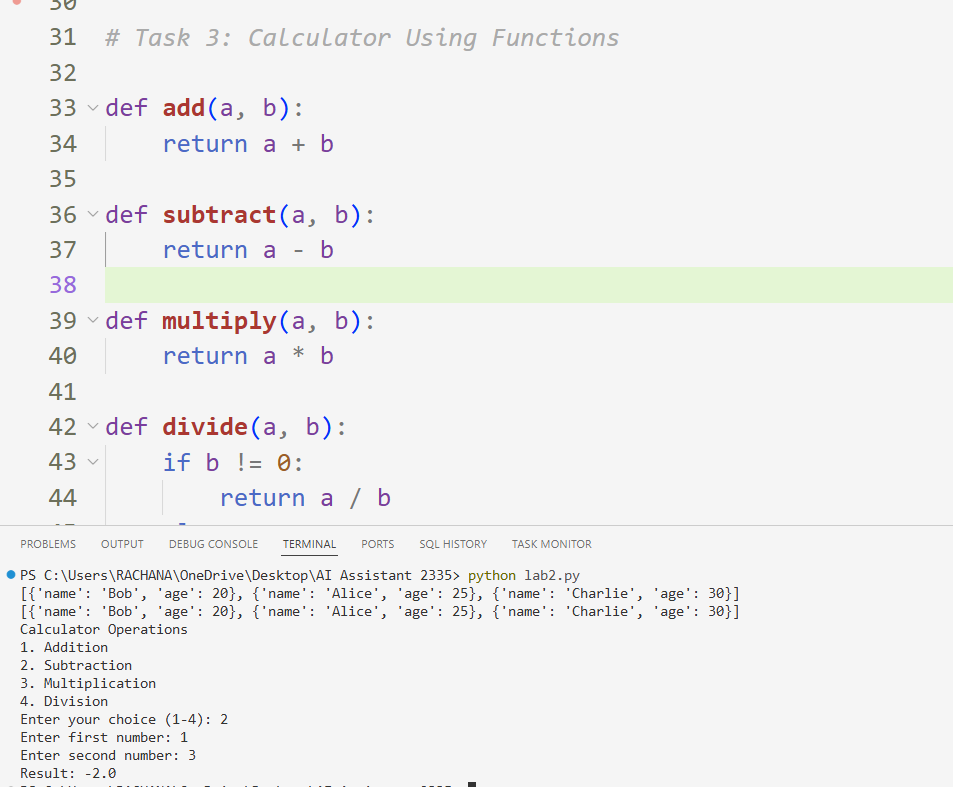 30
31 # Task 3: Calculator Using Functions
32
33 def add(a, b):
34 return a + b
35
36 def subtract(a, b):
37 return a - b
38
39 def multiply(a, b):
40 return a * b
41
42 def divide(a, b):
43 if b != 0:
44 return a / b
PROBLEMS OUTPUT DEBUG CONSOLE TERMINAL PORTS SQL HISTORY TASK MONITOR
PS C:\Users\RACHANA\OneDrive\Desktop\AI Assistant 2335> python lab2.py
[{'name': 'Bob', 'age': 20}, {'name': 'Alice', 'age': 25}, {'name': 'Charlie', 'age': 30}]
[{'name': 'Bob', 'age': 20}, {'name': 'Alice', 'age': 25}, {'name': 'Charlie', 'age': 30}]
Calculator Operations
1. Addition
2. Subtraction
3. Multiplication
4. Division
Enter your choice (1-4): 2
Enter first number: 1
Enter second number: 3
Result: -2.0